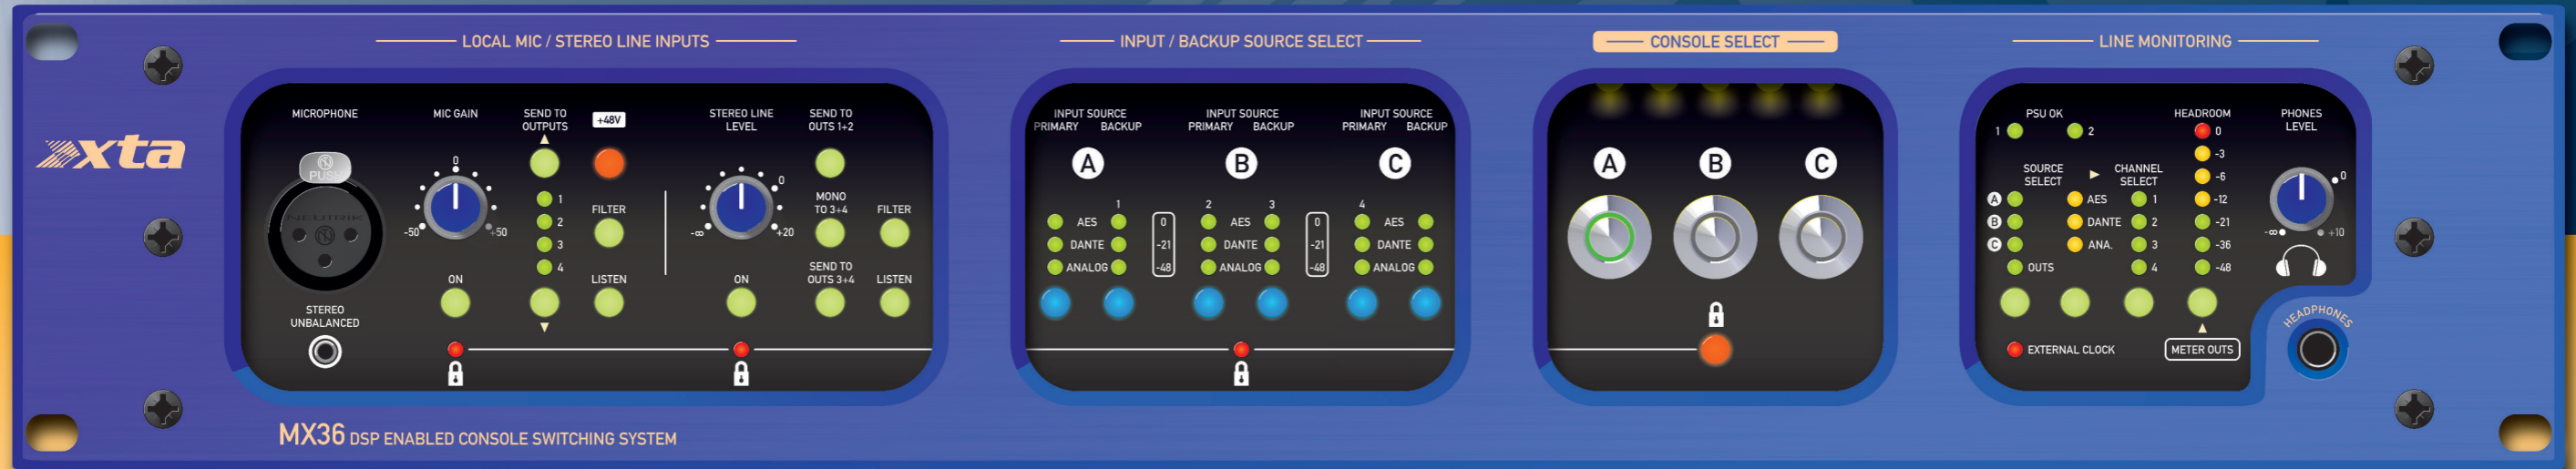 LOCAL MIC / STEREO LINE INPUTS
MICROPHONE
PUSH
NEUTRIK
STEREO
UNBALANCED
MIC GAIN
0
-50 +50
ON
SEND TO
OUTPUTS
1
2
3
4
+48V
FILTER
LISTEN
STEREO LINE
LEVEL
0
-∞ +20
ON
SEND TO
OUTS 1+2
MONO
TO 3+4
FILTER
SEND TO
OUTS 3+4
LISTEN
INPUT / BACKUP SOURCE SELECT
INPUT SOURCE
PRIMARY BACKUP
A
1
AES
DANTE
ANALOG
0
-21
-48
INPUT SOURCE
PRIMARY BACKUP
B
2 3
AES
DANTE
ANALOG
0
-21
-48
INPUT SOURCE
PRIMARY BACKUP
C
4
AES
DANTE
ANALOG
CONSOLE SELECT
A B C
LINE MONITORING
PSU OK
1 2
SOURCE
SELECT
CHANNEL
SELECT
A AES 1
B DANTE 2
C ANA. 3
OUTS 4
HEADROOM
0
-3
-6
-12
-21
-36
-48
EXTERNAL CLOCK
METER OUTS
PHONES
LEVEL
0
-∞ +10
HEADPHONES
xta
MX36 DSP ENABLED CONSOLE SWITCHING SYSTEM